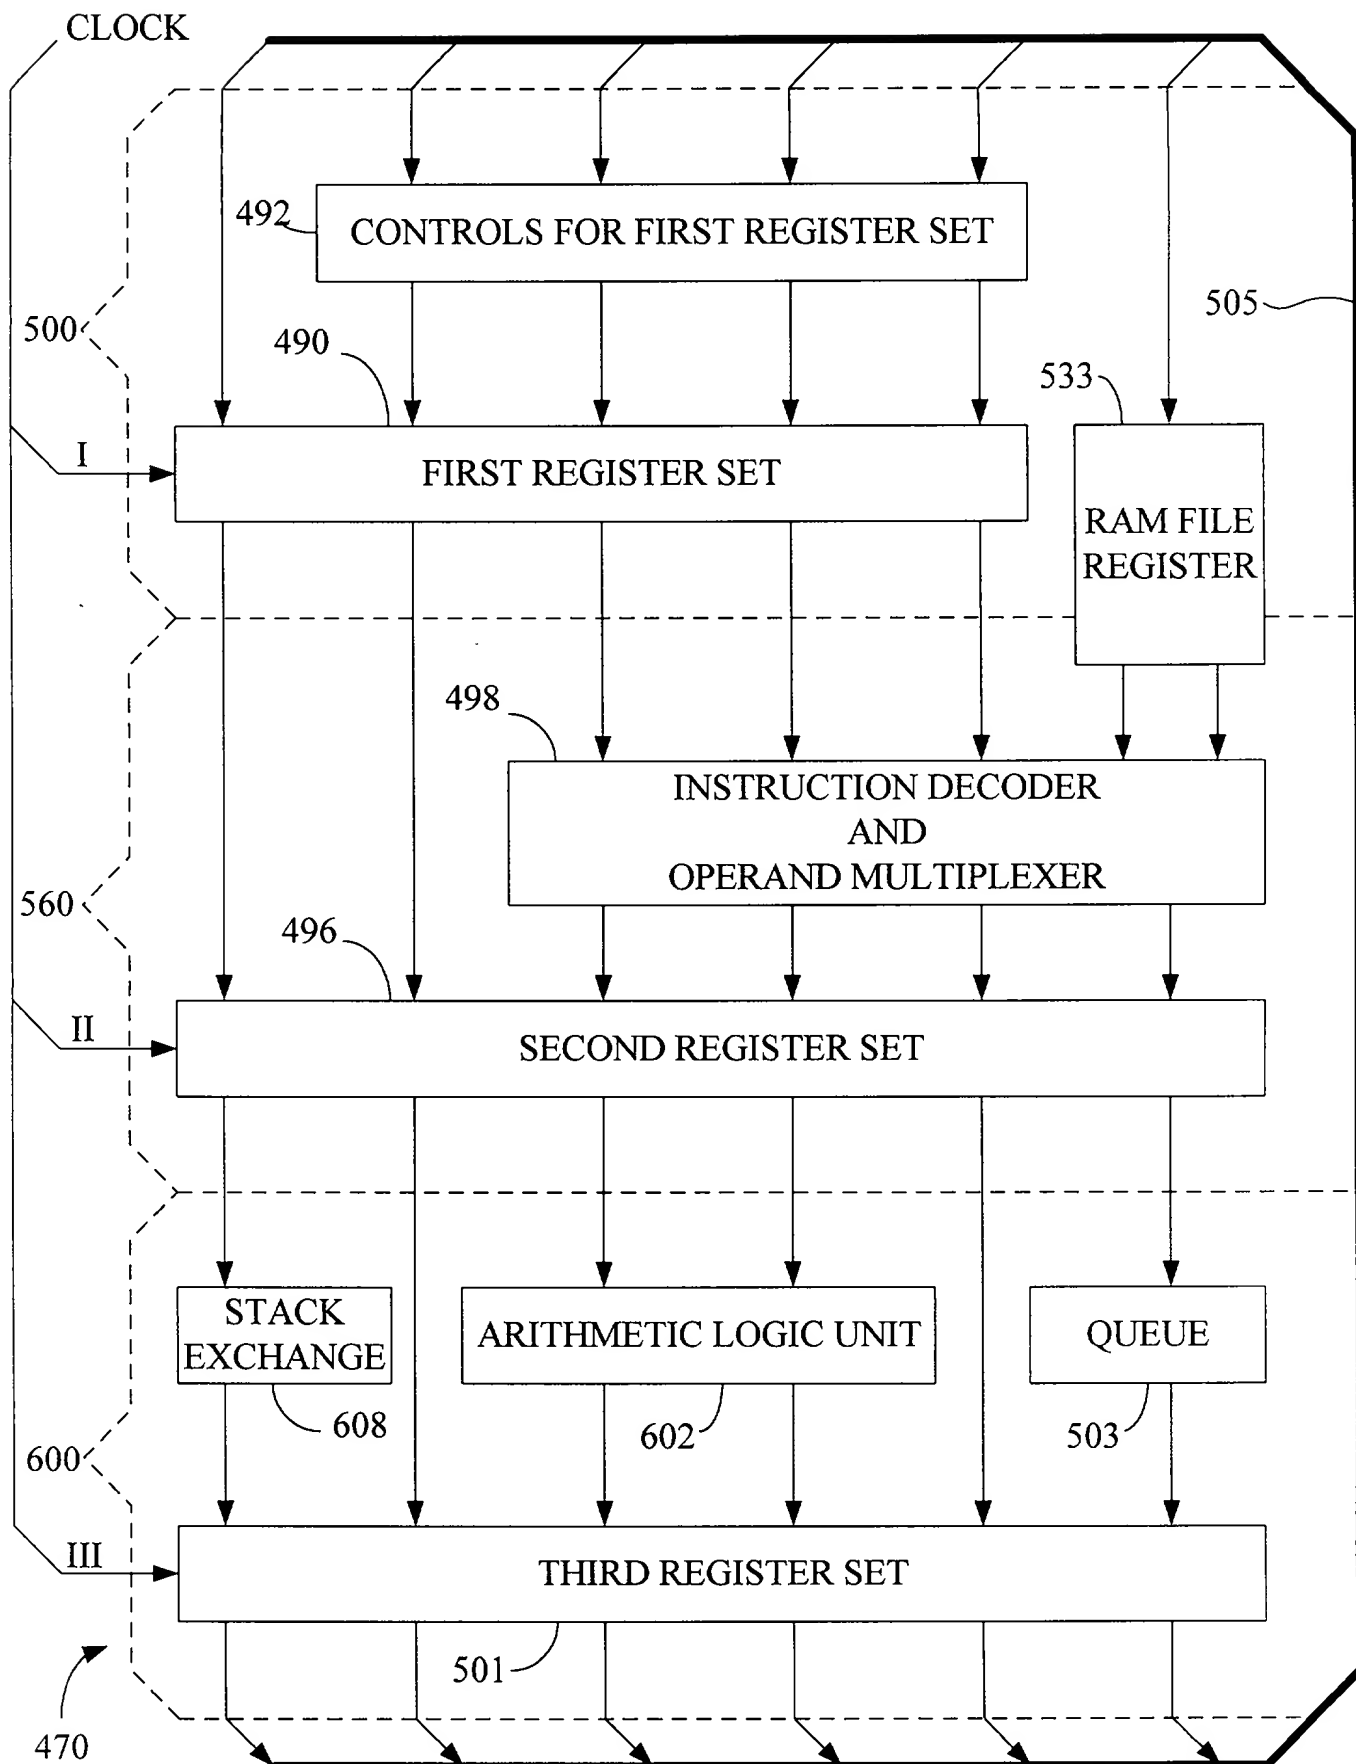 CLOCK
492
CONTROLS FOR FIRST REGISTER SET
505
500
490
533
I
FIRST REGISTER SET
RAM FILE
REGISTER
498
INSTRUCTION DECODER
AND
OPERAND MULTIPLEXER
560
496
II
SECOND REGISTER SET
STACK
EXCHANGE
ARITHMETIC LOGIC UNIT
QUEUE
608
602
503
600
III
THIRD REGISTER SET
501
470